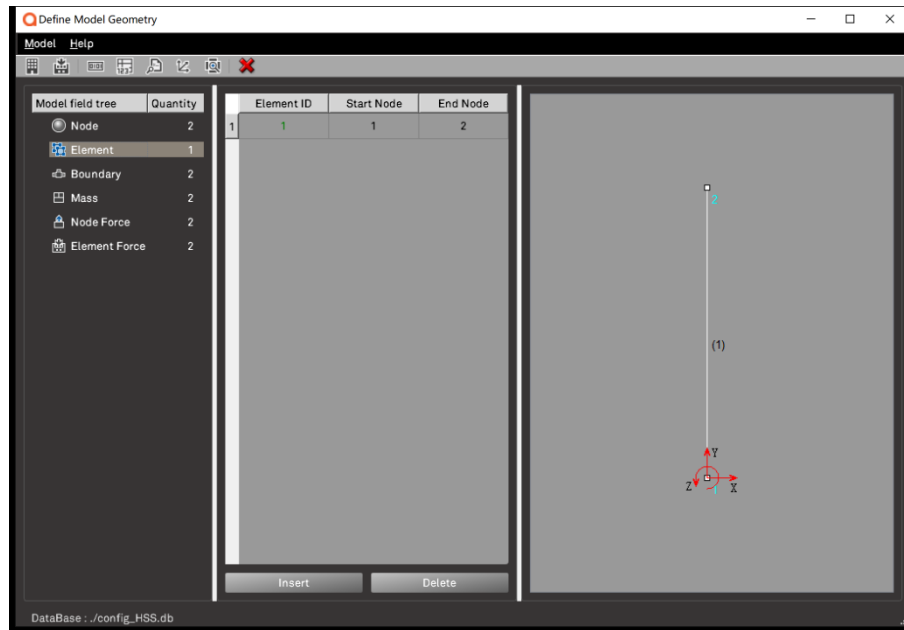 Define Model Geometry
Model Help
Model field tree Quantity
Node 2
Element 1
Boundary 2
Mass 2
Node Force 2
Element Force 2
Element ID Start Node End Node
1 1 1 2
Insert Delete
2
(1)
Y
Z 1 X
DataBase : ./config_HSS.db